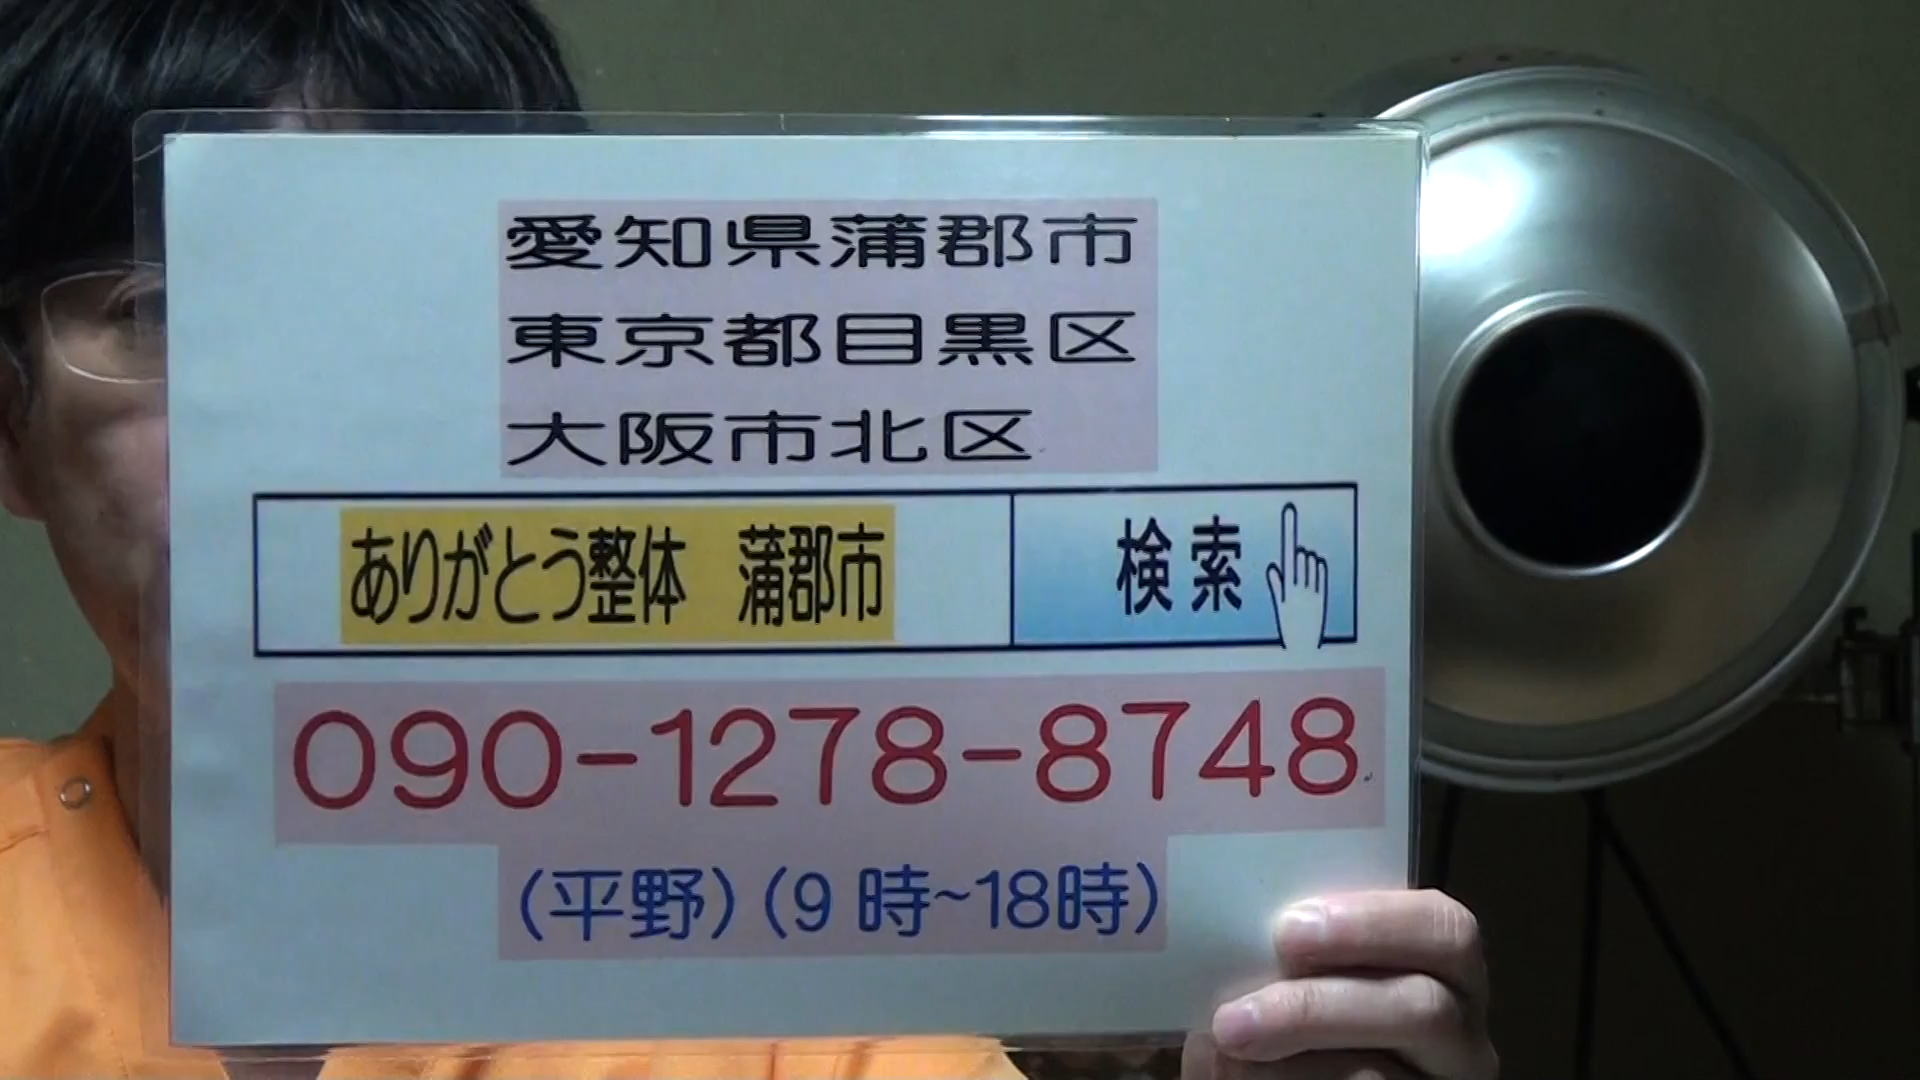 愛知県蒲郡市
東京都目黒区
大阪市北区
ありがとう整体　蒲郡市
検索
090-1278-8748
(平野)(9時~18時)